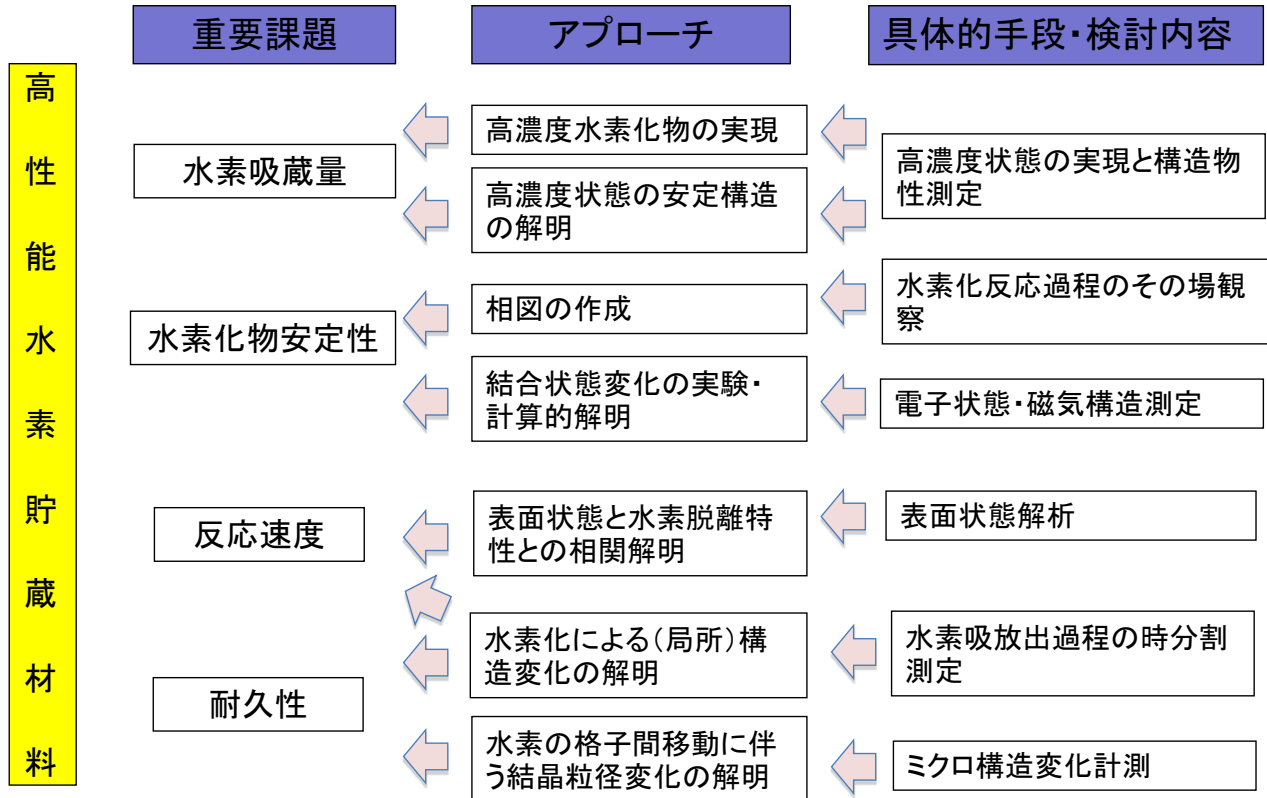 重要課題
アプローチ
具体的手段・検討内容
高性能水素貯蔵材料
水素吸蔵量
高濃度水素化物の実現
高濃度状態の安定構造
の解明
高濃度状態の実現と構造物
性測定
水素化物安定性
相図の作成
水素化反応過程のその場観
察
結合状態変化の実験・
計算的解明
電子状態・磁気構造測定
反応速度
表面状態と水素脱離特
性との相関解明
表面状態解析
耐久性
水素化による(局所)構
造変化の解明
水素吸放出過程の時分割
測定
水素の格子間移動に伴
う結晶粒径変化の解明
ミクロ構造変化計測